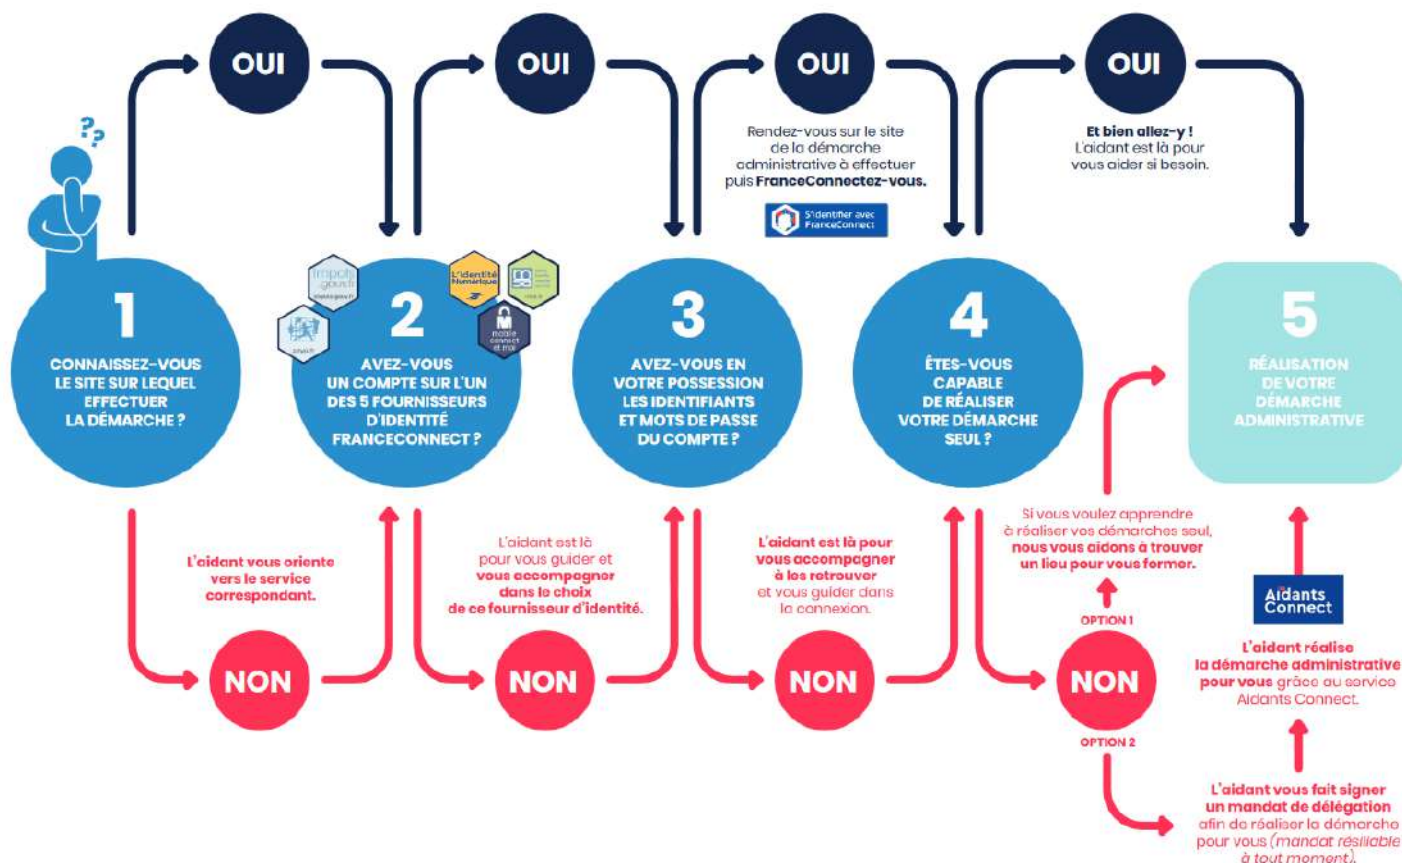 OUI
OUI
OUI
OUI
Rendez-vous sur le site
de la démarche
administrative à effectuer
puis FranceConnectez-vous.
S'identifier avec
FranceConnect
Et bien allez-y !
L'aidant est là pour
vous aider si besoin.
??
1
CONNAISSEZ-VOUS
LE SITE SUR LEQUEL
EFFECTUER
LA DÉMARCHE ?
impots
.gouv.fr
L'identité
Numérique
mobile
connect
et moi
2
AVEZ-VOUS
UN COMPTE SUR L'UN
DES 5 FOURNISSEURS
D'IDENTITÉ
FRANCECONNECT ?
3
AVEZ-VOUS EN
VOTRE POSSESSION
LES IDENTIFIANTS
ET MOTS DE PASSE
DU COMPTE ?
4
ÊTES-VOUS
CAPABLE
DE RÉALISER
VOTRE DÉMARCHE
SEUL ?
5
RÉALISATION
DE VOTRE
DÉMARCHE
ADMINISTRATIVE
L'aidant vous oriente
vers le service
correspondant.
NON
L'aidant est là
pour vous guider et
vous accompagner
dans le choix
de ce fournisseur d'identité.
NON
L'aidant est là pour
vous accompagner
à les retrouver
et vous guider dans
la connexion.
NON
Si vous voulez apprendre
à réaliser vos démarches seul,
nous vous aidons à trouver
un lieu pour vous former.
OPTION 1
NON
OPTION 2
Aidants
Connect
L'aidant réalise
la démarche administrative
pour vous grâce au service
Aidants Connect.
L'aidant vous fait signer
un mandat de délégation
afin de réaliser la démarche
pour vous (mandat résiliable
à tout moment).